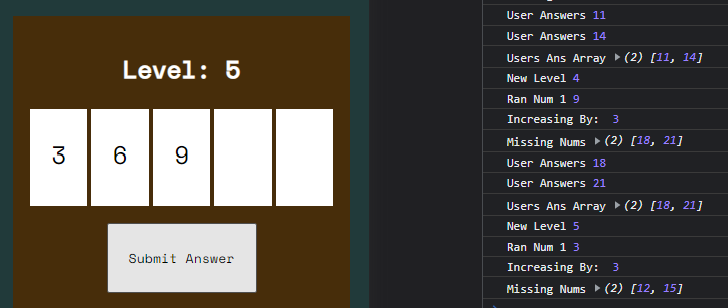 Level: 5
3 6 9
Submit Answer
User Answers 11
User Answers 14
Users Ans Array ▶(2) [11, 14]
New Level 4
Ran Num 1 9
Increasing By:  3
Missing Nums ▶(2) [18, 21]
User Answers 18
User Answers 21
Users Ans Array ▶(2) [18, 21]
New Level 5
Ran Num 1 3
Increasing By:  3
Missing Nums ▶(2) [12, 15]